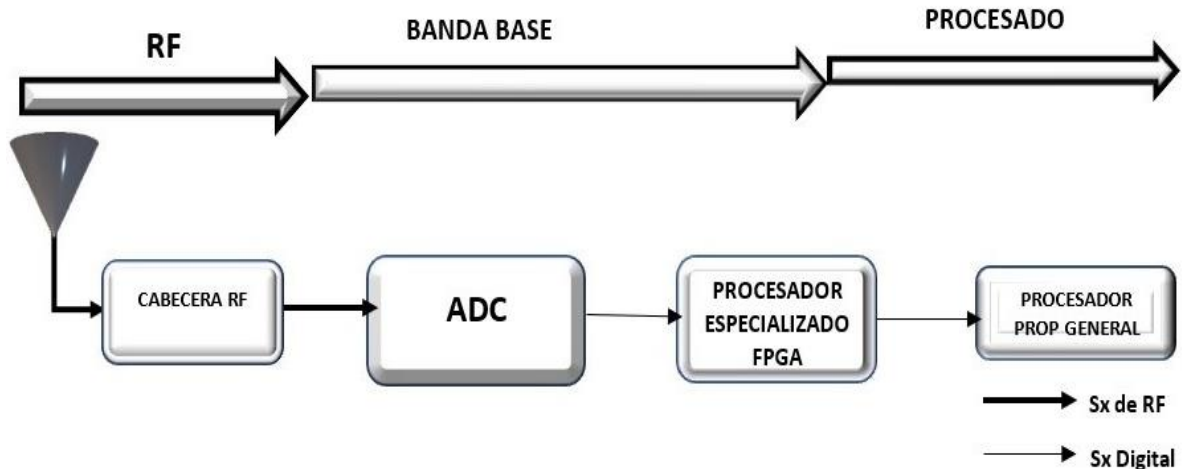 RF
BANDA BASE
PROCESADO
CABECERA RF
ADC
PROCESADOR
ESPECIALIZADO
FPGA
PROCESADOR
PROP GENERAL
Sx de RF
Sx Digital